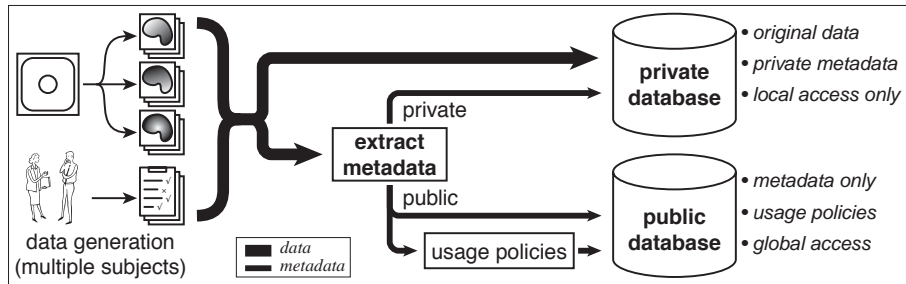 data generation
(multiple subjects)
data
metadata
extract
metadata
private
public
usage policies
private
database
• original data
• private metadata
• local access only
public
database
• metadata only
• usage policies
• global access